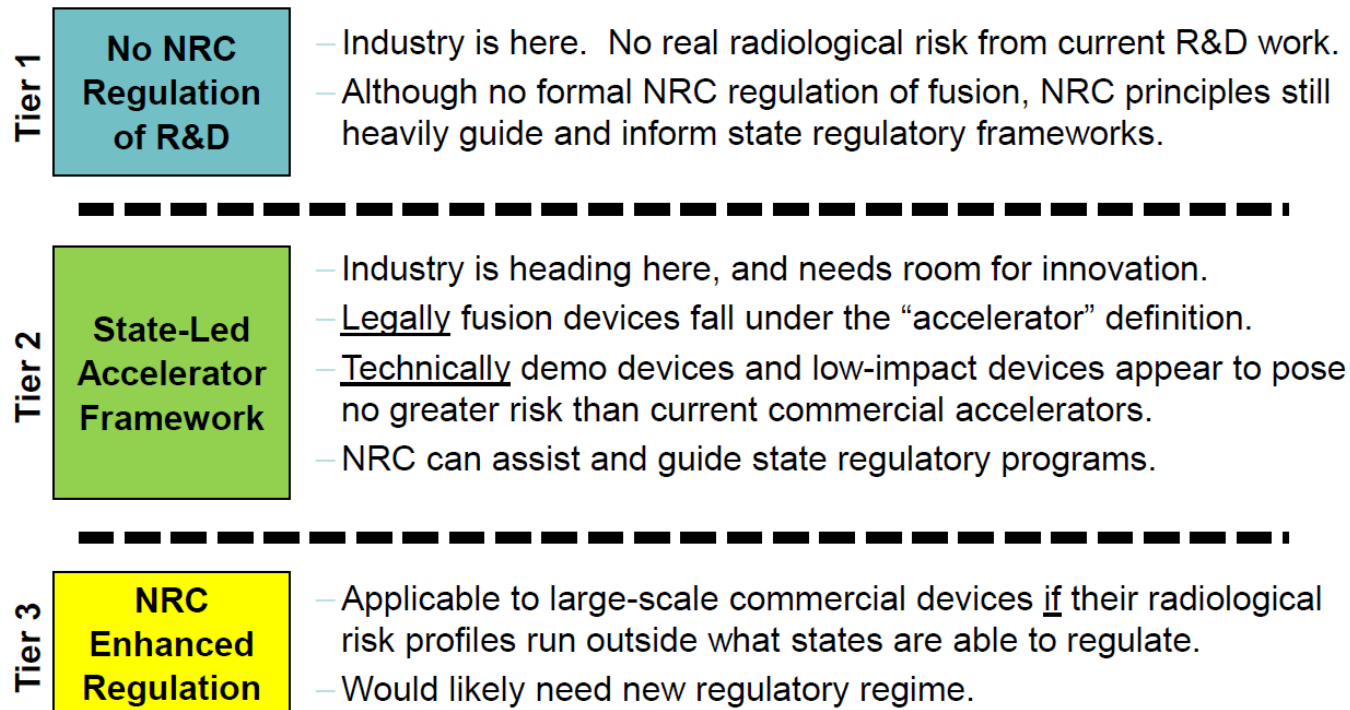 Tier 1
No NRC
Regulation
of R&D
– Industry is here.  No real radiological risk from current R&D work.
– Although no formal NRC regulation of fusion, NRC principles still
heavily guide and inform state regulatory frameworks.
Tier 2
State-Led
Accelerator
Framework
– Industry is heading here, and needs room for innovation.
– Legally fusion devices fall under the “accelerator” definition.
– Technically demo devices and low-impact devices appear to pose
no greater risk than current commercial accelerators.
– NRC can assist and guide state regulatory programs.
Tier 3
NRC
Enhanced
Regulation
– Applicable to large-scale commercial devices if their radiological
risk profiles run outside what states are able to regulate.
– Would likely need new regulatory regime.